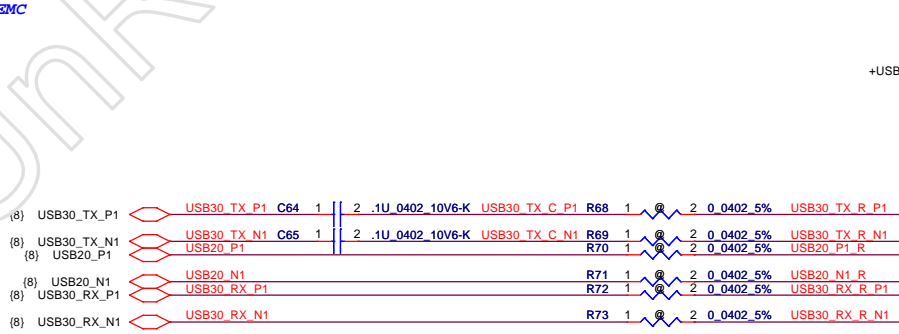 EMC
+USB
{8} USB30_TX_P1 USB30_TX_P1 C64 1 2 .1U_0402_10V6-K USB30_TX_C_P1 R68 1 @ 2 0_0402_5% USB30_TX_R_P1
{8} USB30_TX_N1 USB30_TX_N1 C65 1 2 .1U_0402_10V6-K USB30_TX_C_N1 R69 1 @ 2 0_0402_5% USB30_TX_R_N1
{8} USB20_P1 USB20_P1 R70 1 @ 2 0_0402_5% USB20_P1_R
{8} USB20_N1 USB20_N1 R71 1 @ 2 0_0402_5% USB20_N1_R
{8} USB30_RX_P1 USB30_RX_P1 R72 1 @ 2 0_0402_5% USB30_RX_R_P1
{8} USB30_RX_N1 USB30_RX_N1 R73 1 @ 2 0_0402_5% USB30_RX_R_N1